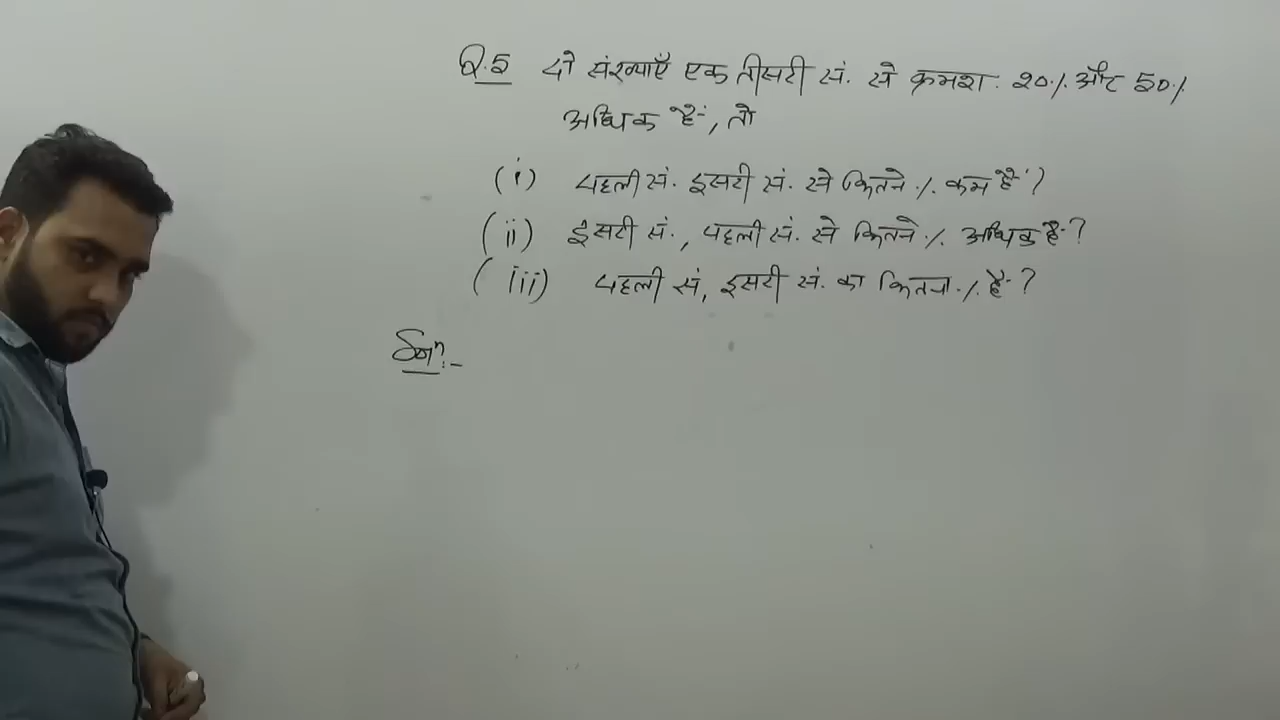 Q.5 दो संख्याएँ एक तीसरी सं. से क्रमशः 20% और 50%
अधिक हैं, तो
(i) पहली सं. दूसरी सं. से कितने % कम है?
(ii) दूसरी सं., पहली सं. से कितने % अधिक है?
(iii) पहली सं, दूसरी सं. का कितना % है?
Solⁿ:-